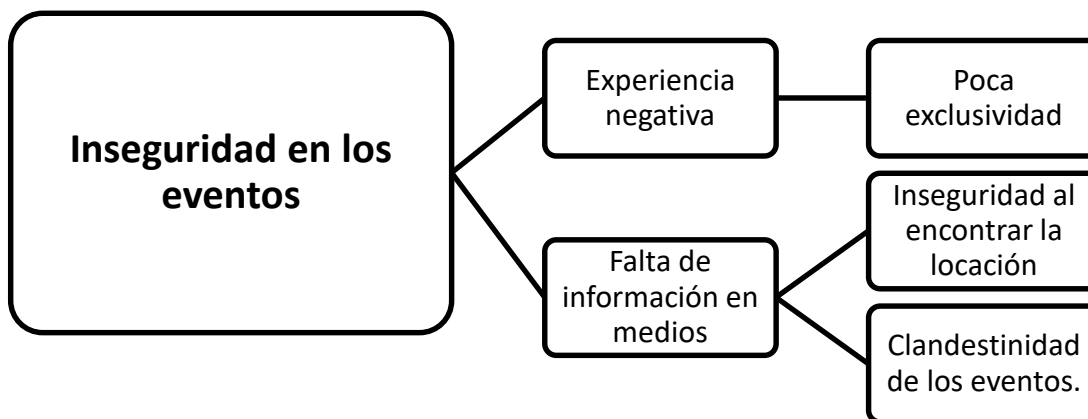 Inseguridad en los
eventos
Experiencia
negativa
Poca
exclusividad
Falta de
información en
medios
Inseguridad al
encontrar la
locación
Clandestinidad
de los eventos.